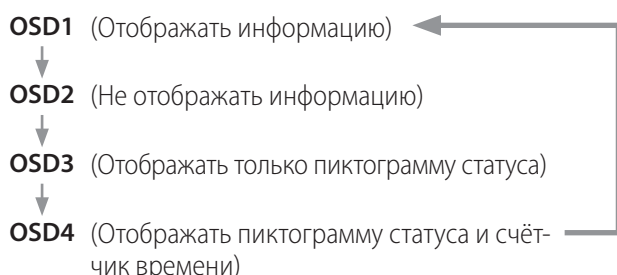 OSD1 (Отображать информацию)
OSD2 (Не отображать информацию)
OSD3 (Отображать только пиктограмму статуса)
OSD4 (Отображать пиктограмму статуса и счёт-
чик времени)